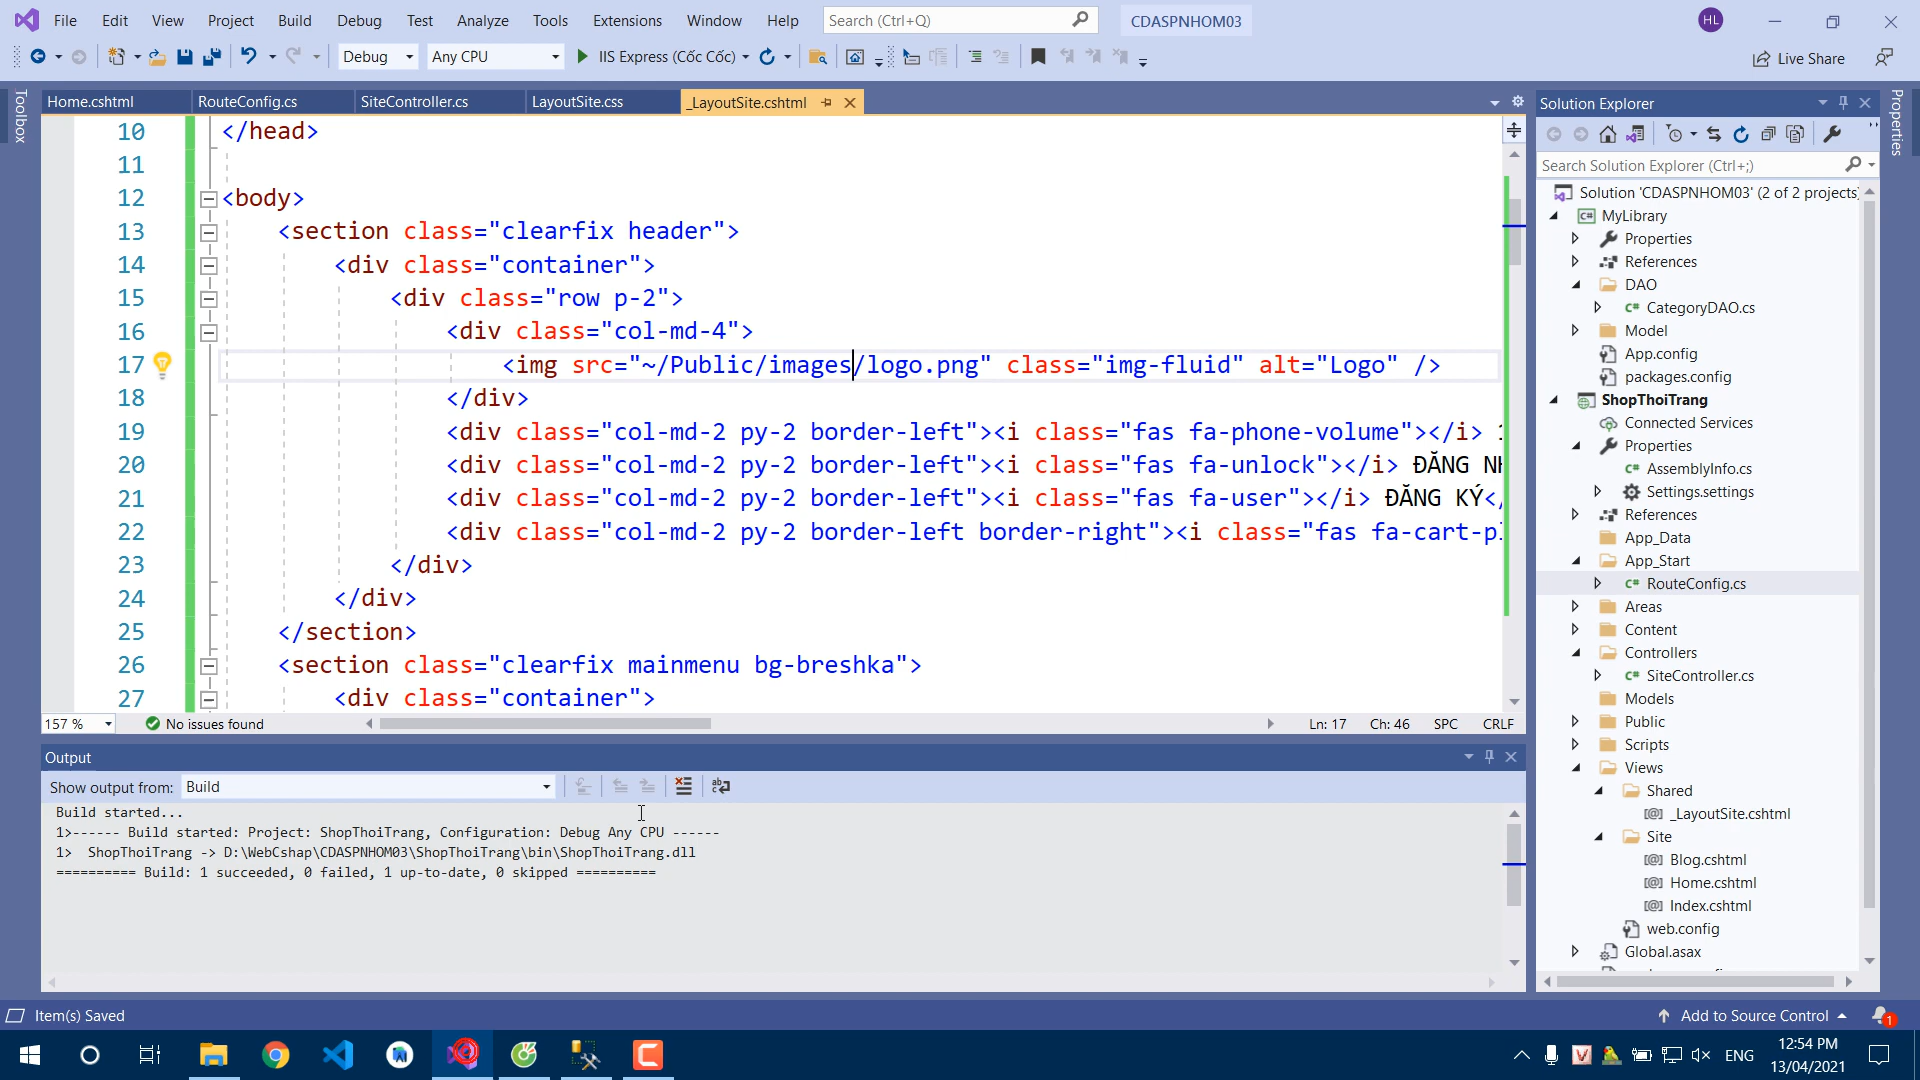 File Edit View Project Build Debug Test Analyze Tools Extensions Window Help Search (Ctrl+Q) CDASPNHOM03 HL
Debug Any CPU IIS Express (Cốc Cốc) Live Share
Toolbox
Home.cshtml RouteConfig.cs SiteController.cs LayoutSite.css _LayoutSite.cshtml
10 </head>
11
12 <body>
13 <section class="clearfix header">
14 <div class="container">
15 <div class="row p-2">
16 <div class="col-md-4">
17 <img src="~/Public/images/logo.png" class="img-fluid" alt="Logo" />
18 </div>
19 <div class="col-md-2 py-2 border-left"><i class="fas fa-phone-volume"></i>
20 <div class="col-md-2 py-2 border-left"><i class="fas fa-unlock"></i> ĐĂNG
21 <div class="col-md-2 py-2 border-left"><i class="fas fa-user"></i> ĐĂNG KÝ</
22 <div class="col-md-2 py-2 border-left border-right"><i class="fas fa-cart-
23 </div>
24 </div>
25 </section>
26 <section class="clearfix mainmenu bg-breshka">
27 <div class="container">
157 % No issues found Ln: 17 Ch: 46 SPC CRLF
Output
Show output from: Build
Build started...
1>------ Build started: Project: ShopThoiTrang, Configuration: Debug Any CPU ------
1> ShopThoiTrang -> D:\WebCshap\CDASPNHOM03\ShopThoiTrang\bin\ShopThoiTrang.dll
========== Build: 1 succeeded, 0 failed, 1 up-to-date, 0 skipped ==========
Solution Explorer
Search Solution Explorer (Ctrl+;)
Solution 'CDASPNHOM03' (2 of 2 projects)
MyLibrary
Properties
References
DAO
CategoryDAO.cs
Model
App.config
packages.config
ShopThoiTrang
Connected Services
Properties
AssemblyInfo.cs
Settings.settings
References
App_Data
App_Start
RouteConfig.cs
Areas
Content
Controllers
SiteController.cs
Models
Public
Scripts
Views
Shared
_LayoutSite.cshtml
Site
Blog.cshtml
Home.cshtml
Index.cshtml
web.config
Global.asax
Properties
Item(s) Saved Add to Source Control 1
ENG
12:54 PM
13/04/2021